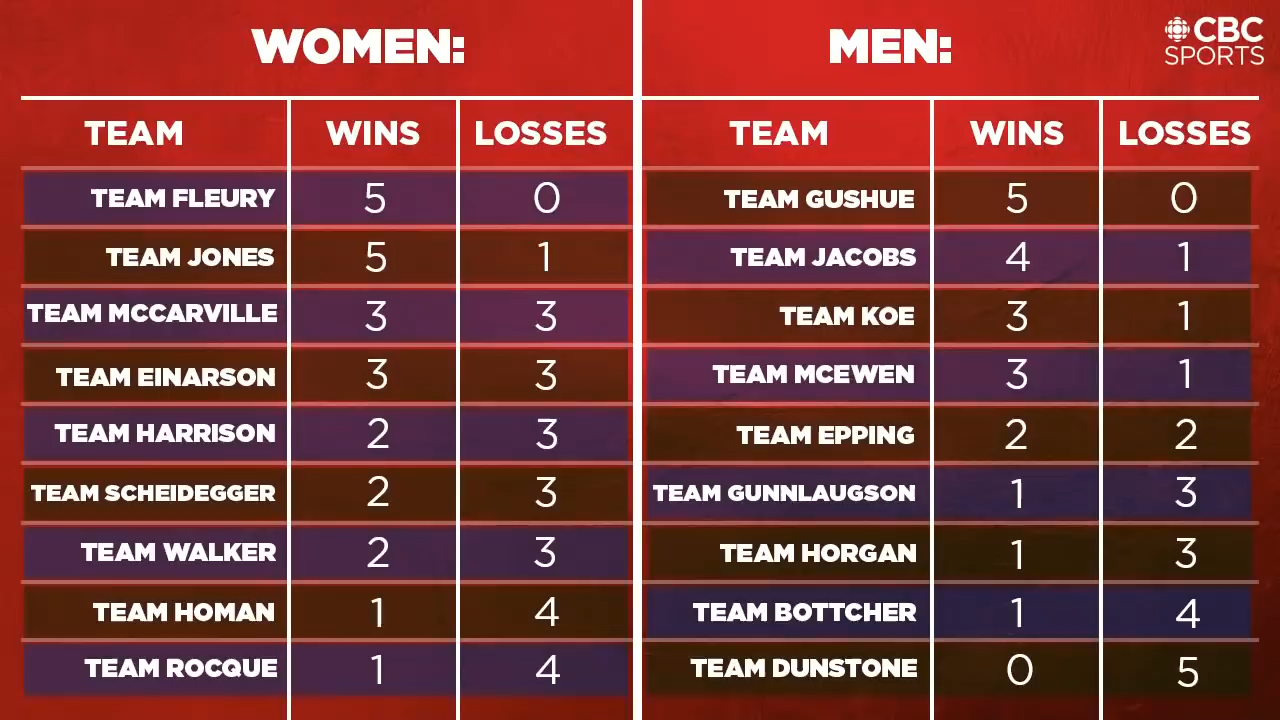 WOMEN:
MEN:
CBC
SPORTS
TEAM WINS LOSSES
TEAM FLEURY 5 0
TEAM JONES 5 1
TEAM MCCARVILLE 3 3
TEAM EINARSON 3 3
TEAM HARRISON 2 3
TEAM SCHEIDEGGER 2 3
TEAM WALKER 2 3
TEAM HOMAN 1 4
TEAM ROCQUE 1 4
TEAM WINS LOSSES
TEAM GUSHUE 5 0
TEAM JACOBS 4 1
TEAM KOE 3 1
TEAM MCEWEN 3 1
TEAM EPPING 2 2
TEAM GUNNLAUGSON 1 3
TEAM HORGAN 1 3
TEAM BOTTCHER 1 4
TEAM DUNSTONE 0 5